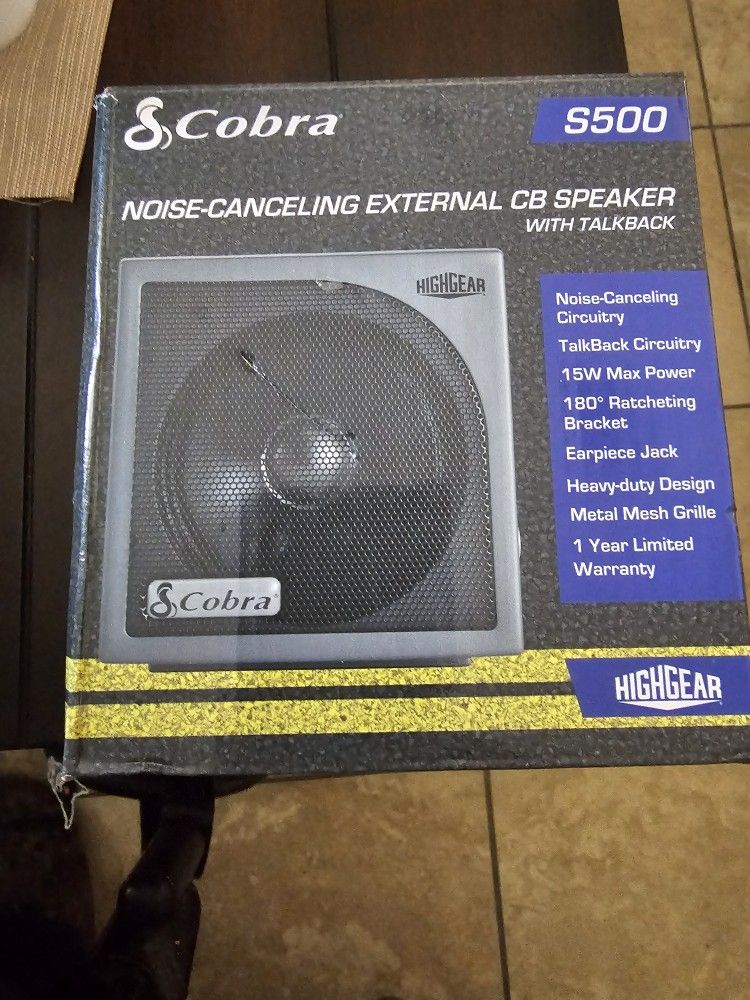 Cobra
S500
NOISE-CANCELING EXTERNAL CB SPEAKER
WITH TALKBACK
HIGHGEAR
Noise-Canceling
Circuitry
TalkBack Circuitry
15W Max Power
180° Ratcheting
Bracket
Earpiece Jack
Heavy-duty Design
Metal Mesh Grille
1 Year Limited
Warranty
Cobra
HIGHGEAR